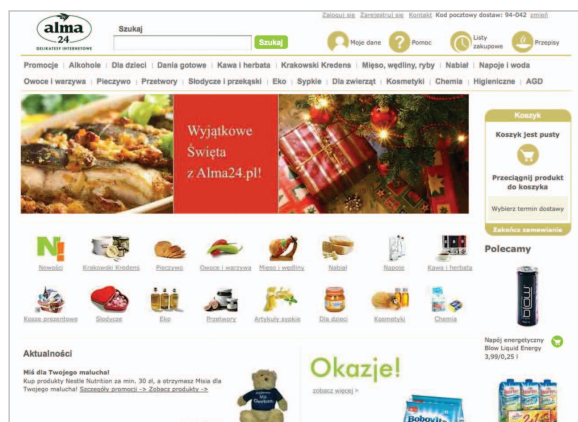 Zaloguj się Zarejestruj się Kontakt Kod pocztowy dostaw: 94-042 zmień
alma
24
DELIKATESY INTERNETOWE
Szukaj
Szukaj
Moje dane
Pomoc
Listy zakupowe
Przepisy
Promocje | Alkohole | Dla dzieci | Dania gotowe | Kawa i herbata | Krakowski Kredens | Mięso, wędliny, ryby | Nabiał | Napoje i woda
Owoce i warzywa | Pieczywo | Przetwory | Słodycze i przekąski | Eko | Sypkie | Dla zwierząt | Kosmetyki | Chemia | Higieniczne | AGD
Wyjątkowe
Święta
z Alma24.pl!
Koszyk
Koszyk jest pusty
Przeciągnij produkt
do koszyka
Wybierz termin dostawy
Zakończ zamawianie
N!
Nowości
Krakowski Kredens
Pieczywo
Owoce i warzywa
Mięso i wędliny
Nabiał
Napoje
Kawa i herbata
Kosze prezentowe
Słodycze
Eko
Przetwory
Artykuły sypkie
Dla dzieci
Kosmetyki
Chemia
Polecamy
blow
Napój energetyczny
Blow Liquid Energy
3,99/0,25 l
Aktualności
Miś dla Twojego malucha!
Kup produkty Nestle Nutrition za min. 30 zł, a otrzymasz Misia dla
Twojego malucha! Szczegóły promocji -> Zobacz produkty ->
Okazje!
zobacz więcej >
Bobovita
2+1